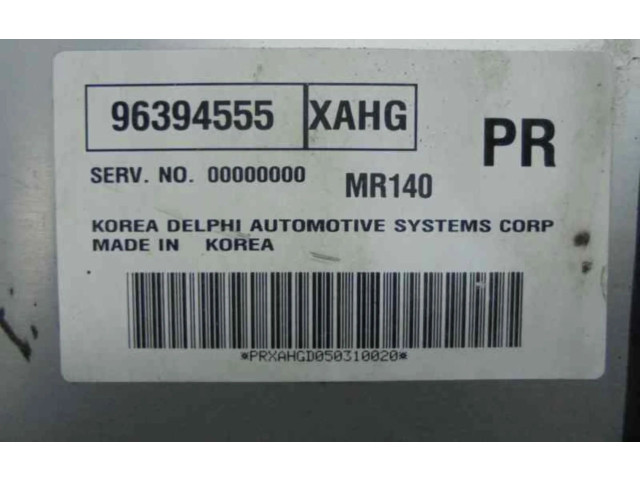 96394555 XAHG PR
SERV. NO. 00000000 MR140
KOREA DELPHI AUTOMOTIVE SYSTEMS CORP
MADE IN KOREA
*PRXAHGD050310020*